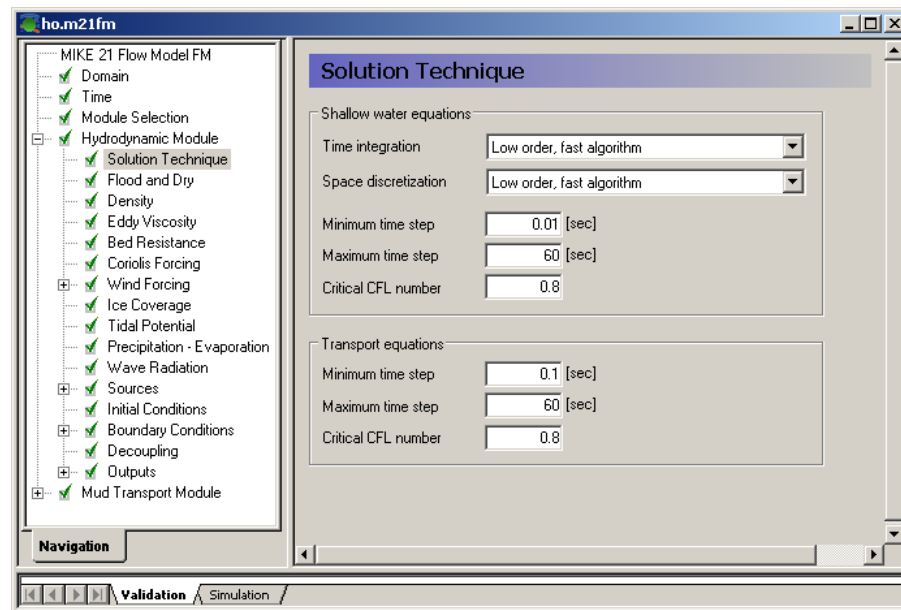 ho.m21fm
MIKE 21 Flow Model FM
Domain
Time
Module Selection
Hydrodynamic Module
Solution Technique
Flood and Dry
Density
Eddy Viscosity
Bed Resistance
Coriolis Forcing
Wind Forcing
Ice Coverage
Tidal Potential
Precipitation - Evaporation
Wave Radiation
Sources
Initial Conditions
Boundary Conditions
Decoupling
Outputs
Mud Transport Module
Navigation
Solution Technique
Shallow water equations
Time integration Low order, fast algorithm
Space discretization Low order, fast algorithm
Minimum time step 0.01 [sec]
Maximum time step 60 [sec]
Critical CFL number 0.8
Transport equations
Minimum time step 0.1 [sec]
Maximum time step 60 [sec]
Critical CFL number 0.8
Validation Simulation